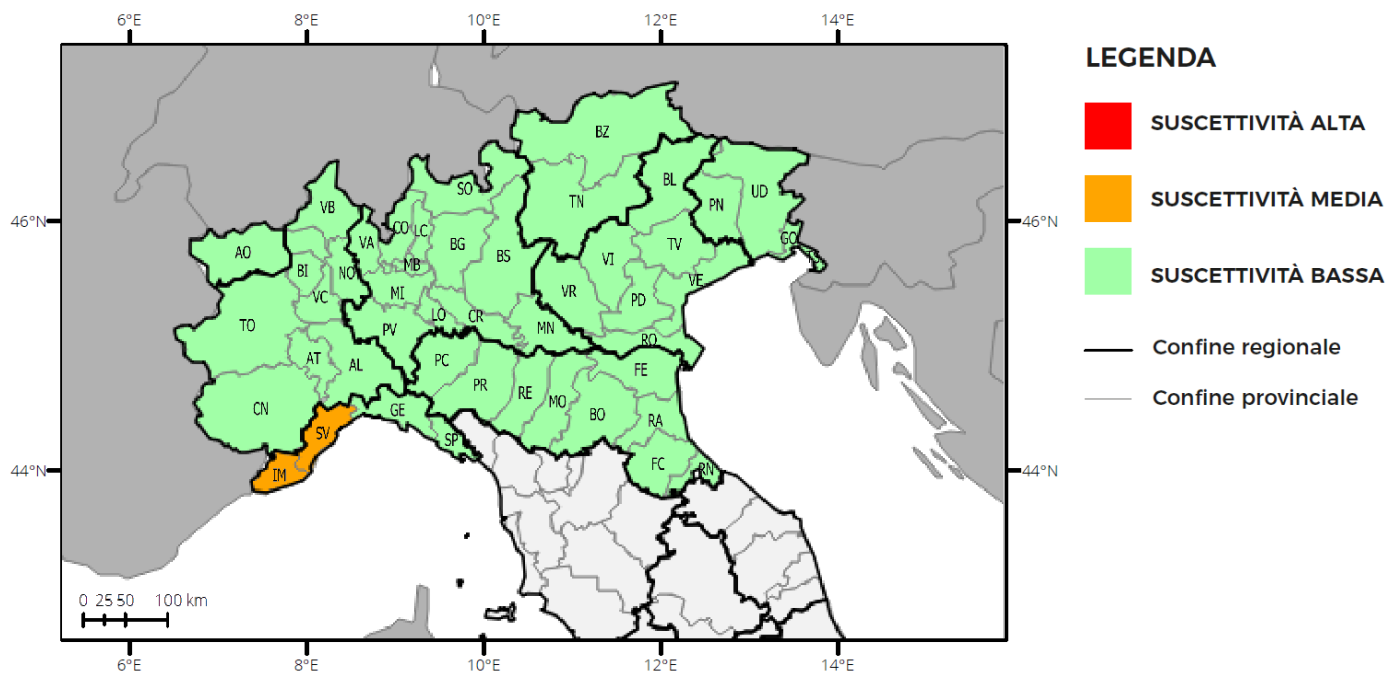 6°E 8°E 10°E 12°E 14°E
LEGENDA
SUSCETTIVITÀ ALTA
SUSCETTIVITÀ MEDIA
SUSCETTIVITÀ BASSA
Confine regionale
Confine provinciale
BZ
SO BL UD
VB TN PN
46°N 46°N
CO LC GO
VA BG TV
AO BS VI
BI NO MB VE
VC MI VR PD
LO CR
TO PV MN RO
AT AL PC FE
PR RE MO
CN GE BO RA
SV SP
44°N IM FC RN 44°N
0 25 50 100 km
6°E 8°E 10°E 12°E 14°E